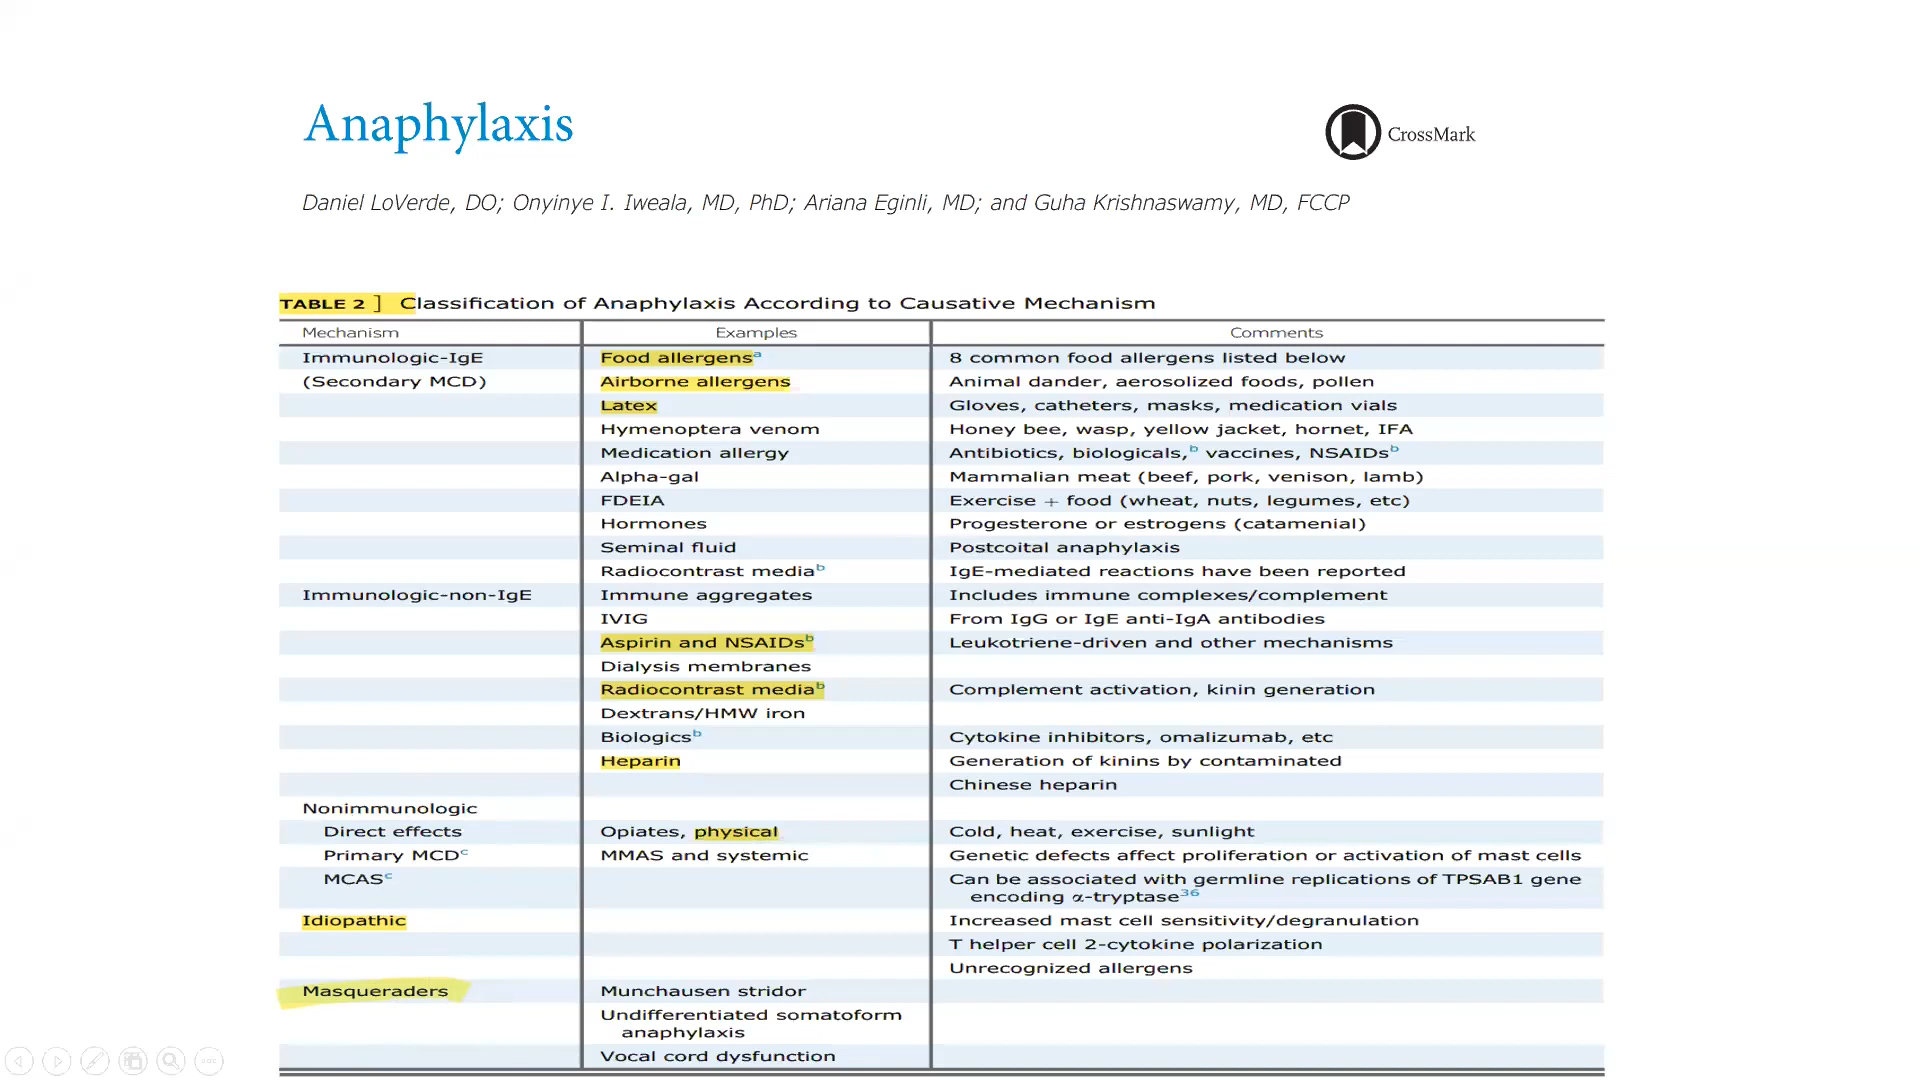 Anaphylaxis
CrossMark
Daniel LoVerde, DO; Onyinye I. Iweala, MD, PhD; Ariana Eginli, MD; and Guha Krishnaswamy, MD, FCCP
TABLE 2 ] Classification of Anaphylaxis According to Causative Mechanism
Mechanism Examples Comments
Immunologic-IgE Food allergensᵃ 8 common food allergens listed below
(Secondary MCD) Airborne allergens Animal dander, aerosolized foods, pollen
Latex Gloves, catheters, masks, medication vials
Hymenoptera venom Honey bee, wasp, yellow jacket, hornet, IFA
Medication allergy Antibiotics, biologicals,ᵇ vaccines, NSAIDsᵇ
Alpha-gal Mammalian meat (beef, pork, venison, lamb)
FDEIA Exercise + food (wheat, nuts, legumes, etc)
Hormones Progesterone or estrogens (catamenial)
Seminal fluid Postcoital anaphylaxis
Radiocontrast mediaᵇ IgE-mediated reactions have been reported
Immunologic-non-IgE Immune aggregates Includes immune complexes/complement
IVIG From IgG or IgE anti-IgA antibodies
Aspirin and NSAIDsᵇ Leukotriene-driven and other mechanisms
Dialysis membranes
Radiocontrast mediaᵇ Complement activation, kinin generation
Dextrans/HMW iron
Biologicsᵇ Cytokine inhibitors, omalizumab, etc
Heparin Generation of kinins by contaminated
Chinese heparin
Nonimmunologic
Direct effects Opiates, physical Cold, heat, exercise, sunlight
Primary MCDᶜ MMAS and systemic Genetic defects affect proliferation or activation of mast cells
MCASᶜ Can be associated with germline replications of TPSAB1 gene
encoding α-tryptase³⁶
Idiopathic Increased mast cell sensitivity/degranulation
T helper cell 2-cytokine polarization
Unrecognized allergens
Masqueraders Munchausen stridor
Undifferentiated somatoform
anaphylaxis
Vocal cord dysfunction